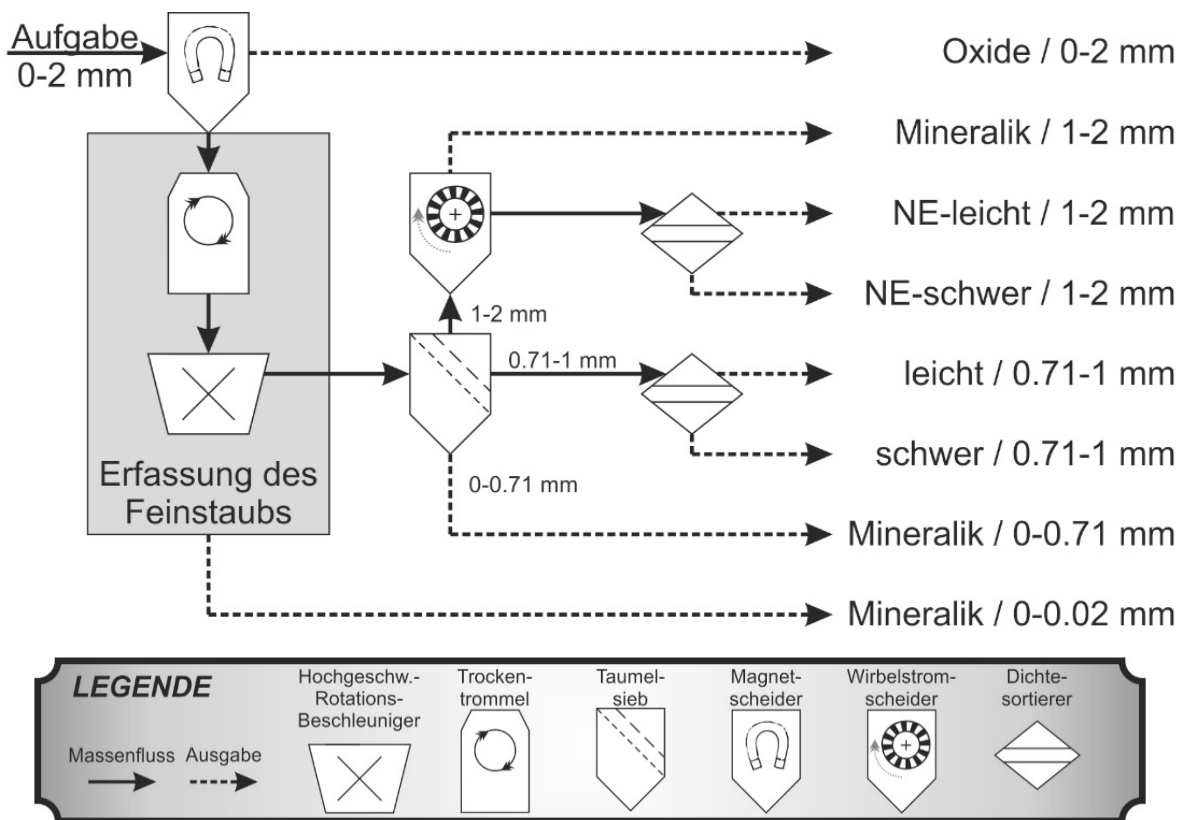 Aufgabe
0-2 mm
Oxide / 0-2 mm
Mineralik / 1-2 mm
NE-leicht / 1-2 mm
NE-schwer / 1-2 mm
1-2 mm
0.71-1 mm
leicht / 0.71-1 mm
schwer / 0.71-1 mm
Erfassung des
Feinstaubs
0-0.71 mm
Mineralik / 0-0.71 mm
Mineralik / 0-0.02 mm
LEGENDE
Massenfluss
Ausgabe
Hochgeschw.-
Rotations-
Beschleuniger
Trocken-
trommel
Taumel-
sieb
Magnet-
scheider
Wirbelstrom-
scheider
Dichte-
sortierer